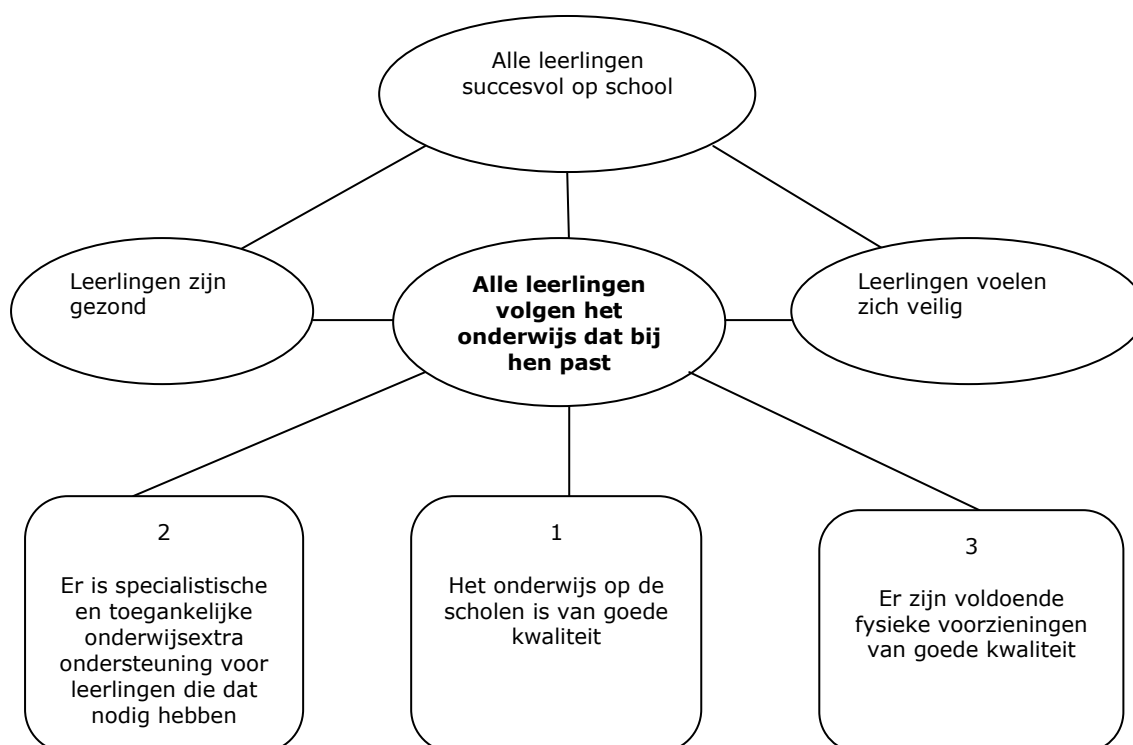 Alle leerlingen
succesvol op school
Leerlingen zijn
gezond
Alle leerlingen
volgen het
onderwijs dat bij
hen past
Leerlingen voelen
zich veilig
2
Er is specialistische
en toegankelijke
onderwijsextra
ondersteuning voor
leerlingen die dat
nodig hebben
1
Het onderwijs op de
scholen is van goede
kwaliteit
3
Er zijn voldoende
fysieke voorzieningen
van goede kwaliteit